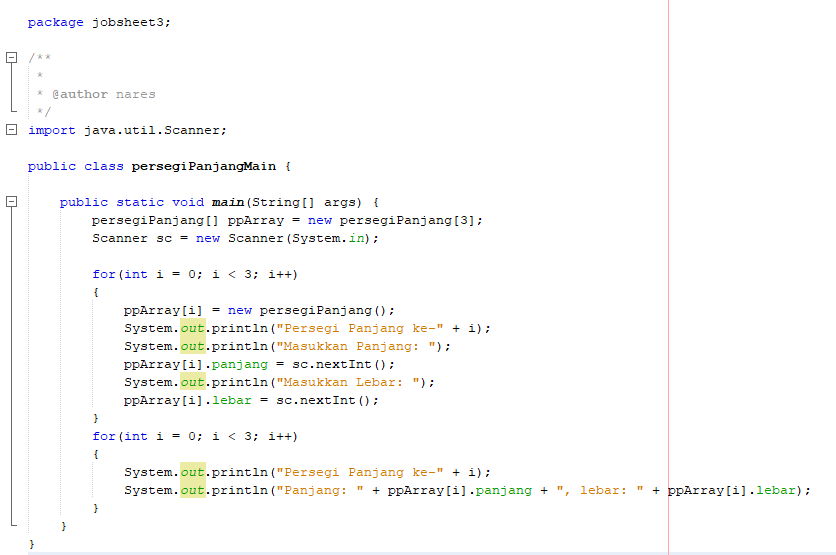 package jobsheet3;
/**
 *
 * @author nares
 */
import java.util.Scanner;
public class persegiPanjangMain {
    public static void main(String[] args) {
        persegiPanjang[] ppArray = new persegiPanjang[3];
        Scanner sc = new Scanner(System.in);
        for(int i = 0; i < 3; i++)
        {
            ppArray[i] = new persegiPanjang();
            System.out.println("Persegi Panjang ke-" + i);
            System.out.println("Masukkan Panjang: ");
            ppArray[i].panjang = sc.nextInt();
            System.out.println("Masukkan Lebar: ");
            ppArray[i].lebar = sc.nextInt();
        }
        for(int i = 0; i < 3; i++)
        {
            System.out.println("Persegi Panjang ke-" + i);
            System.out.println("Panjang: " + ppArray[i].panjang + ", lebar: " + ppArray[i].lebar);
        }
    }
}